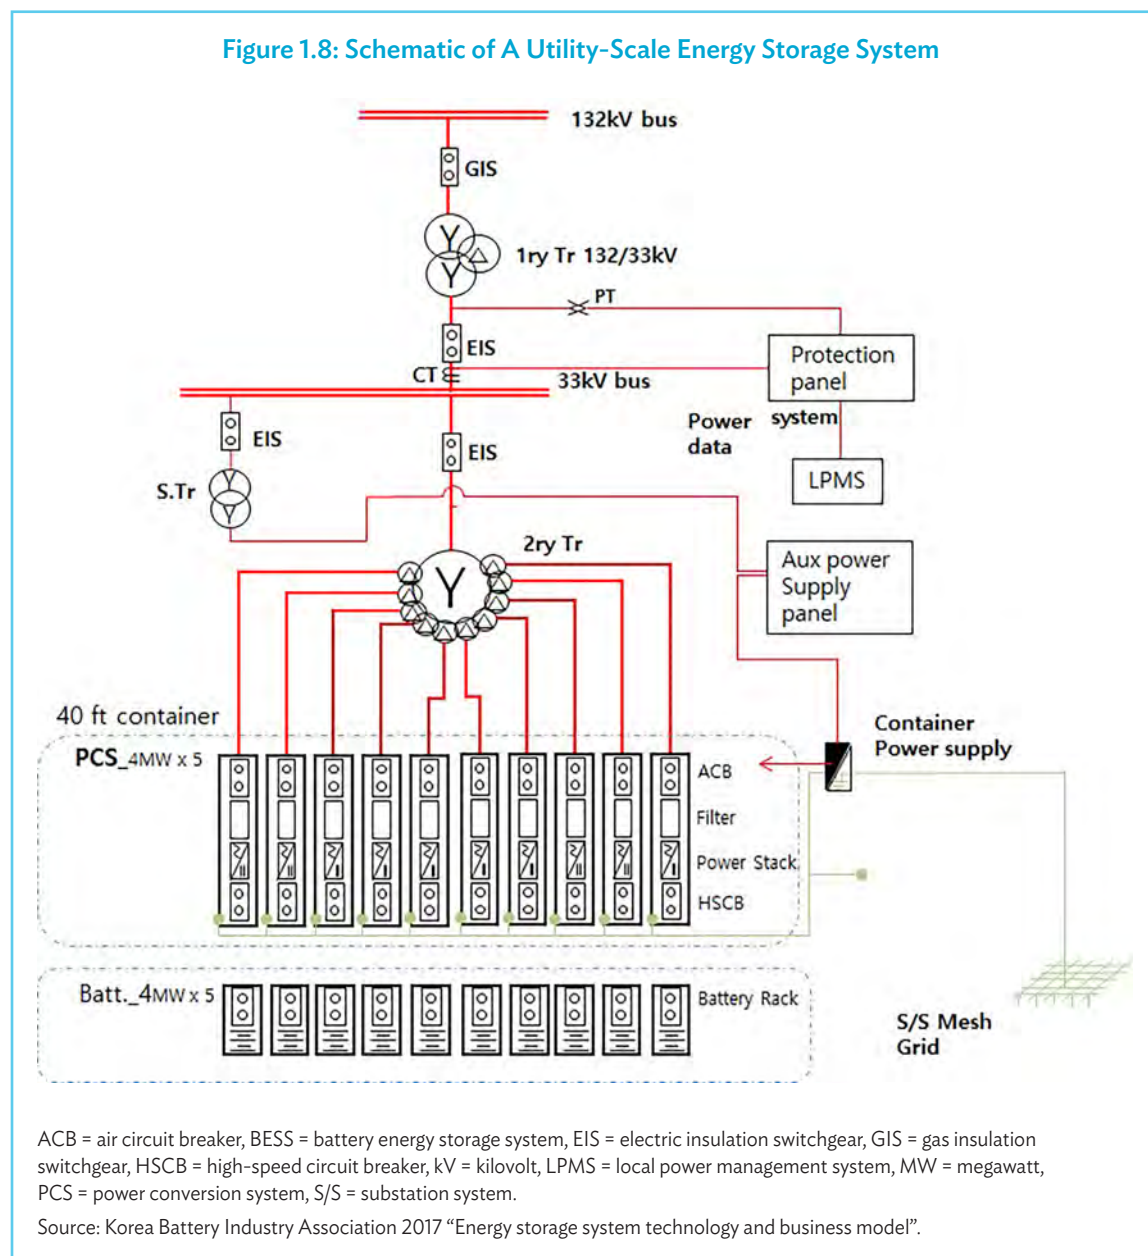 Figure 1.8: Schematic of A Utility-Scale Energy Storage System
132kV bus
GIS
Y
Y
1ry Tr 132/33kV
PT
EIS
CT
33kV bus
Protection
panel
system
Power
data
LPMS
EIS
EIS
S.Tr
Y
Y
2ry Tr
Y
Aux power
Supply
panel
40 ft container
PCS_4MW x 5
Container
Power supply
ACB
Filter
Power Stack
HSCB
Batt._4MW x 5
Battery Rack
S/S Mesh
Grid
ACB = air circuit breaker, BESS = battery energy storage system, EIS = electric insulation switchgear, GIS = gas insulation
switchgear, HSCB = high-speed circuit breaker, kV = kilovolt, LPMS = local power management system, MW = megawatt,
PCS = power conversion system, S/S = substation system.
Source: Korea Battery Industry Association 2017 “Energy storage system technology and business model”.